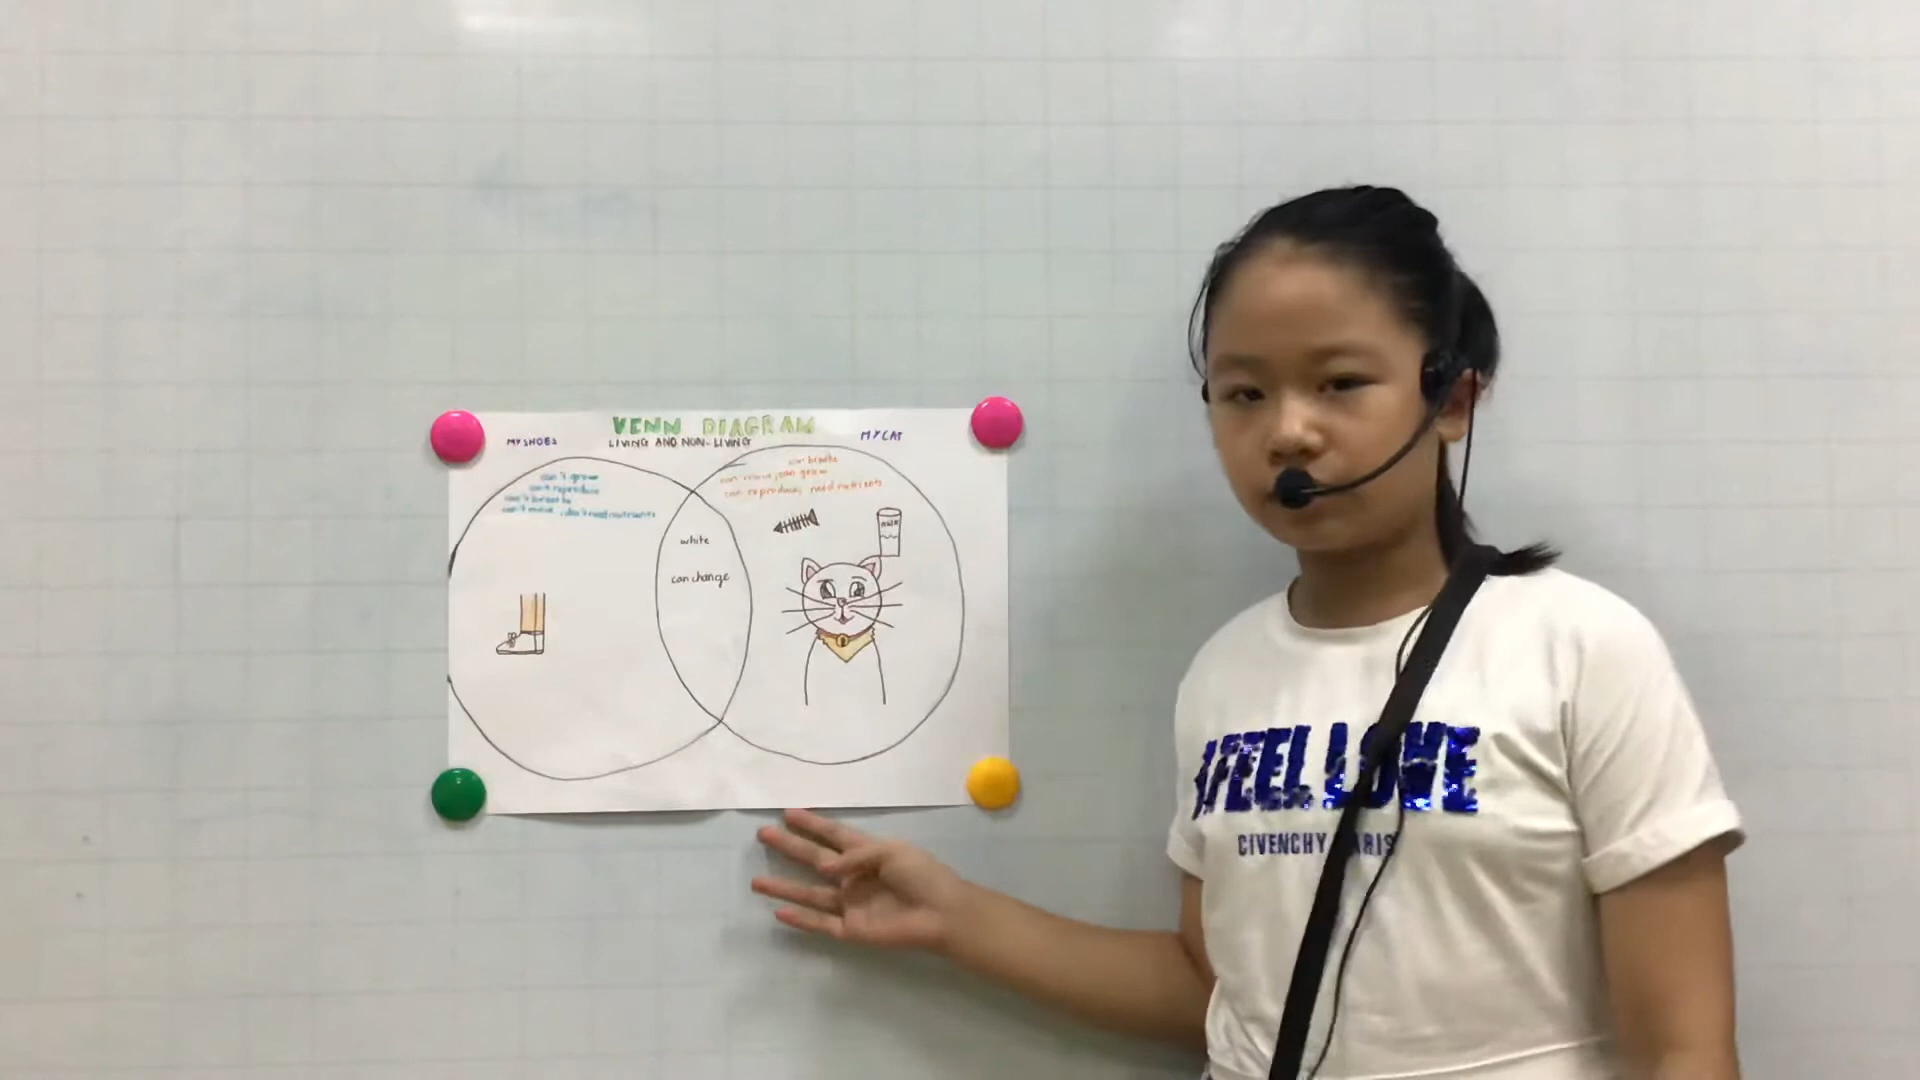 VENN DIAGRAM
LIVING AND NON-LIVING
MY SHOES
MY CAT
can't grow
can't reproduce
can't breathe
can't move, don't need nutrients
white
can change
can breathe
can move, can grow
can reproduce, need nutrients
I FEEL LOVE
GIVENCHY PARIS